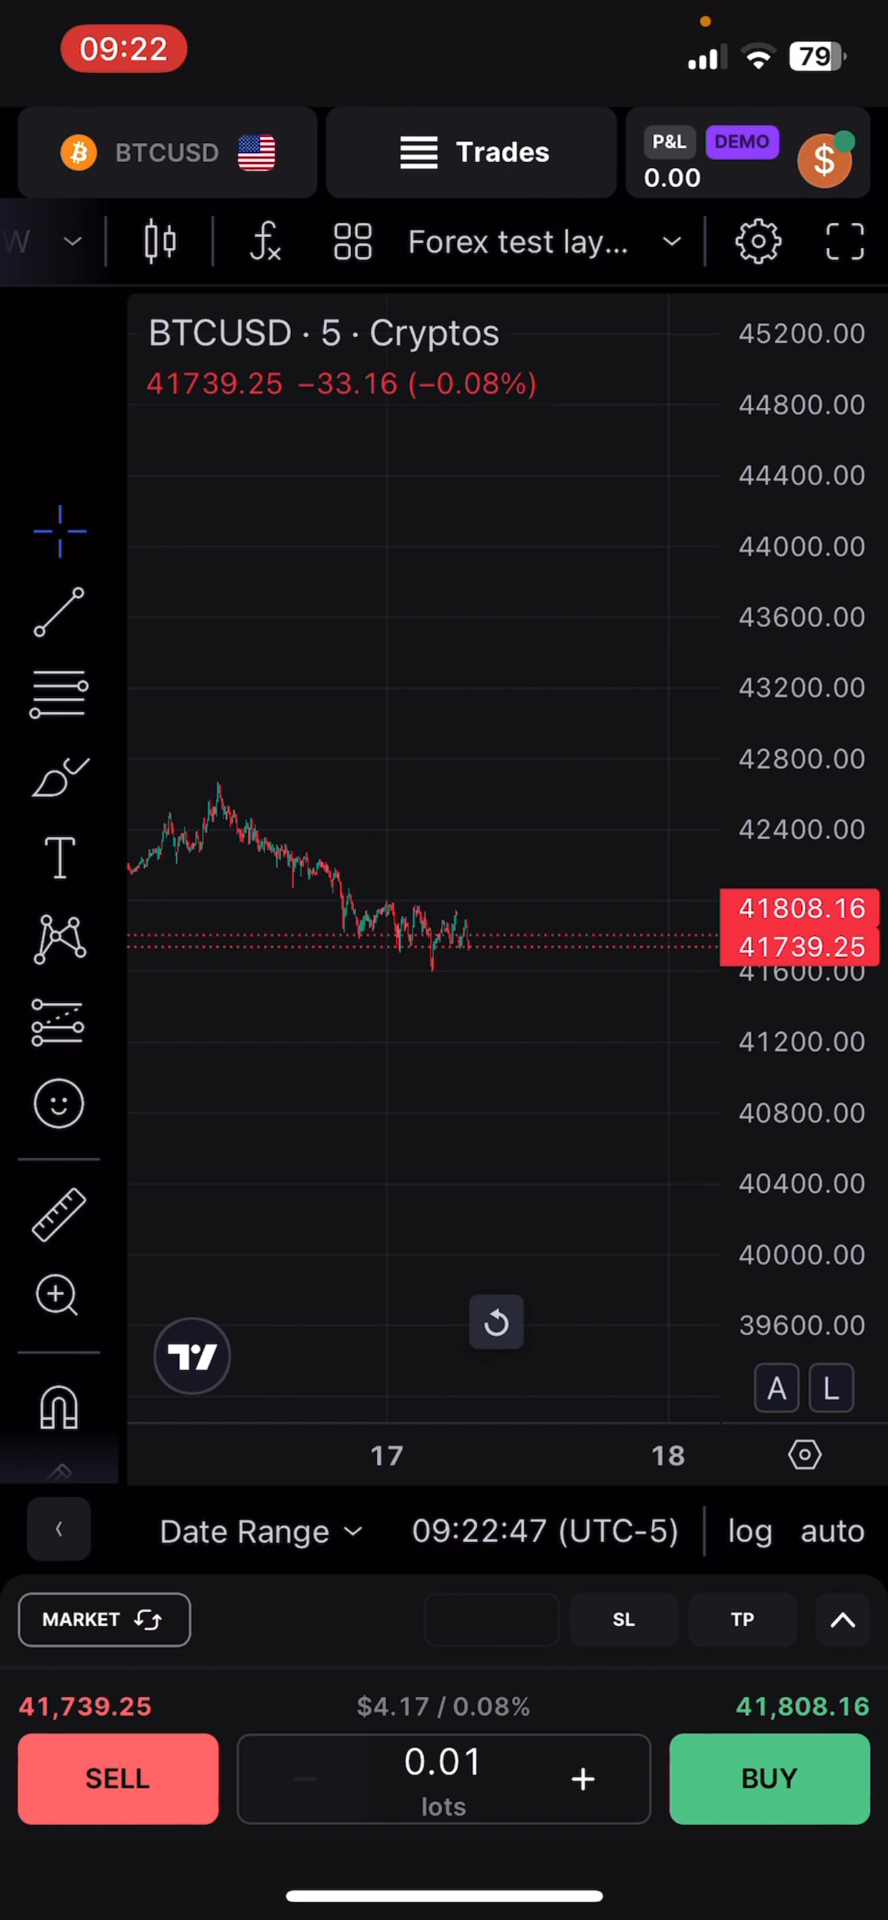 09:22
79
BTCUSD
Trades
P&L DEMO
0.00
W
Forex test lay...
BTCUSD · 5 · Cryptos
41739.25 −33.16 (−0.08%)
45200.00
44800.00
44400.00
44000.00
43600.00
43200.00
42800.00
42400.00
41808.16
41739.25
41600.00
41200.00
40800.00
40400.00
40000.00
39600.00
A L
17 18
Date Range 09:22:47 (UTC-5) log auto
MARKET SL TP
41,739.25 $4.17 / 0.08% 41,808.16
SELL 0.01 BUY
lots